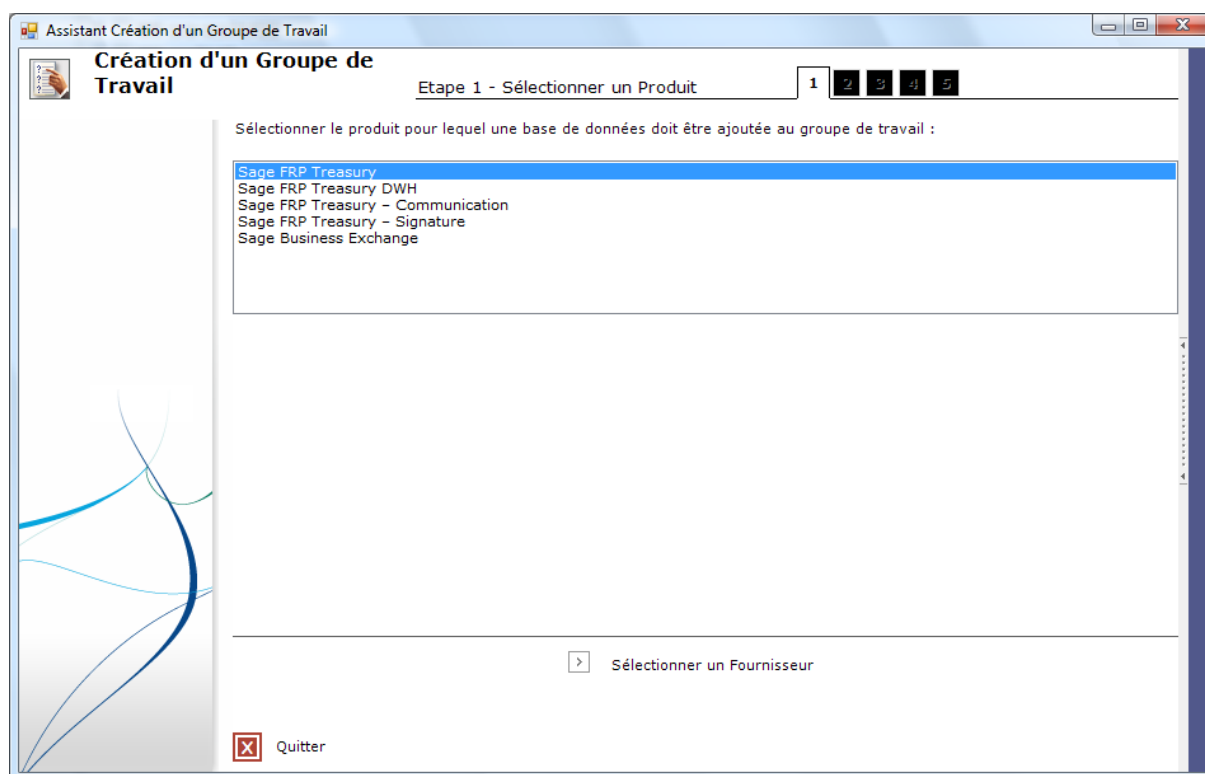 Assistant Création d'un Groupe de Travail
Création d'un Groupe de
Travail
Etape 1 - Sélectionner un Produit
1 2 3 4 5
Sélectionner le produit pour lequel une base de données doit être ajoutée au groupe de travail :
Sage FRP Treasury
Sage FRP Treasury DWH
Sage FRP Treasury – Communication
Sage FRP Treasury – Signature
Sage Business Exchange
Sélectionner un Fournisseur
Quitter